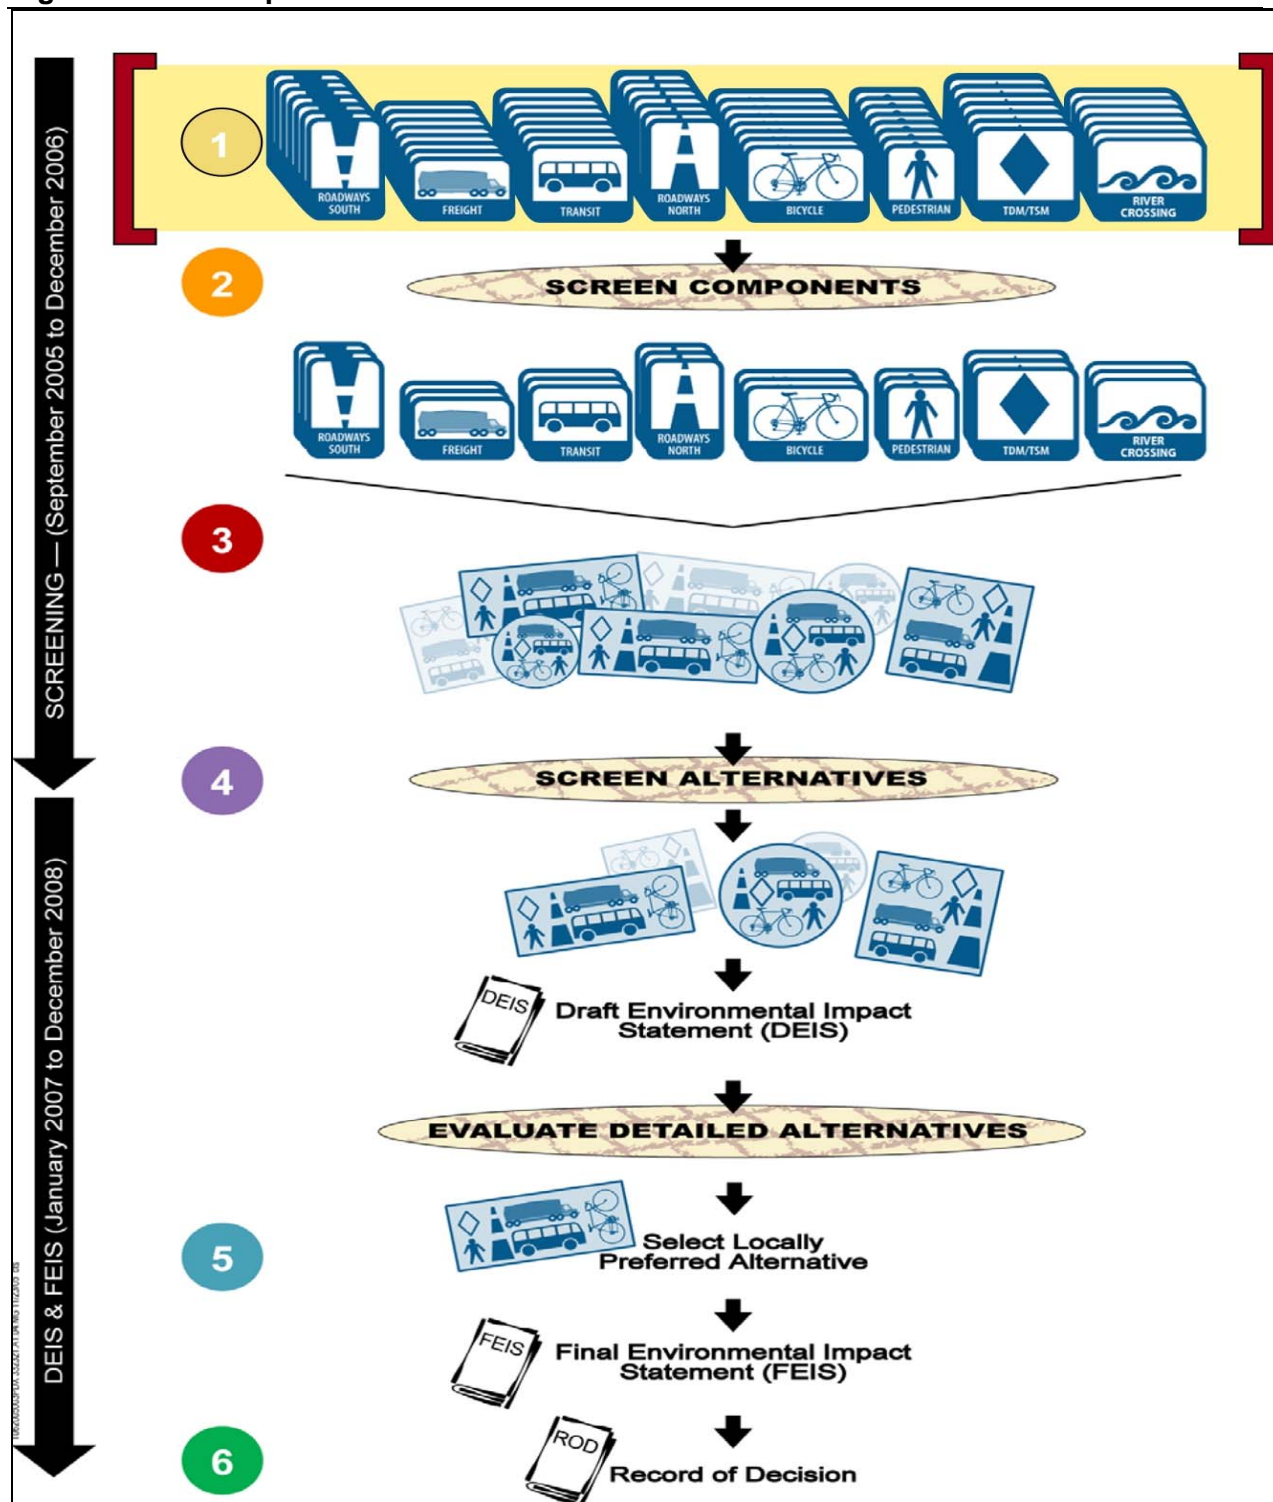 SCREENING — (September 2005 to December 2006)
1
ROADWAYS
SOUTH
FREIGHT
TRANSIT
ROADWAYS
NORTH
BICYCLE
PEDESTRIAN
TDM/TSM
RIVER
CROSSING
2
SCREEN COMPONENTS
ROADWAYS
SOUTH
FREIGHT
TRANSIT
ROADWAYS
NORTH
BICYCLE
PEDESTRIAN
TDM/TSM
RIVER
CROSSING
3
4
SCREEN ALTERNATIVES
DEIS & FEIS (January 2007 to December 2008)
DEIS
Draft Environmental Impact
Statement (DEIS)
EVALUATE DETAILED ALTERNATIVES
5
Select Locally
Preferred Alternative
FEIS
Final Environmental Impact
Statement (FEIS)
6
ROD
Record of Decision